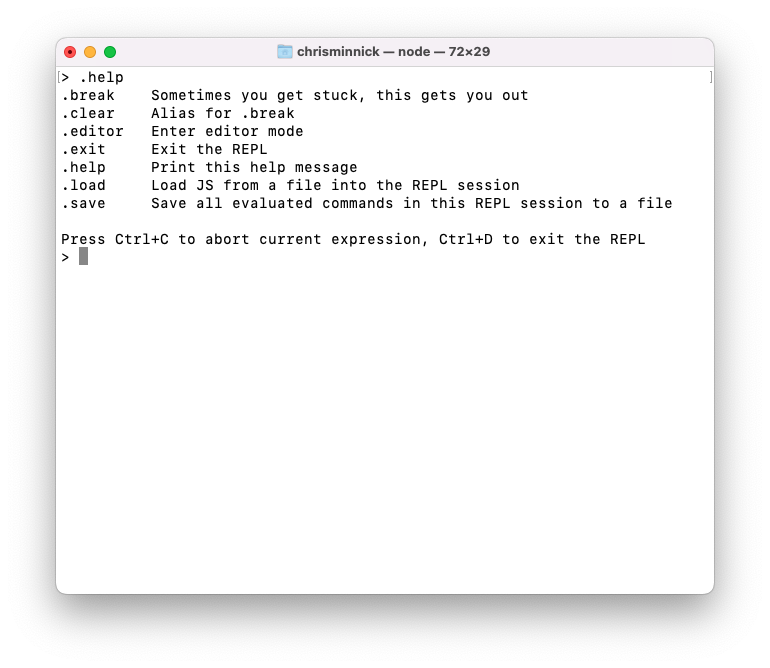 chrisminnick — node — 72×29
[> .help ]
.break    Sometimes you get stuck, this gets you out
.clear    Alias for .break
.editor   Enter editor mode
.exit     Exit the REPL
.help     Print this help message
.load     Load JS from a file into the REPL session
.save     Save all evaluated commands in this REPL session to a file
Press Ctrl+C to abort current expression, Ctrl+D to exit the REPL
>